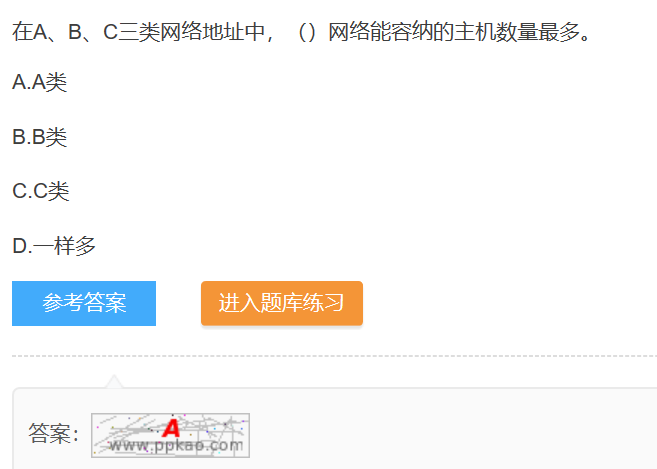 在A、B、C三类网络地址中，（）网络能容纳的主机数量最多。
A.A类
B.B类
C.C类
D.一样多
参考答案
进入题库练习
答案：
A
www.ppkao.com